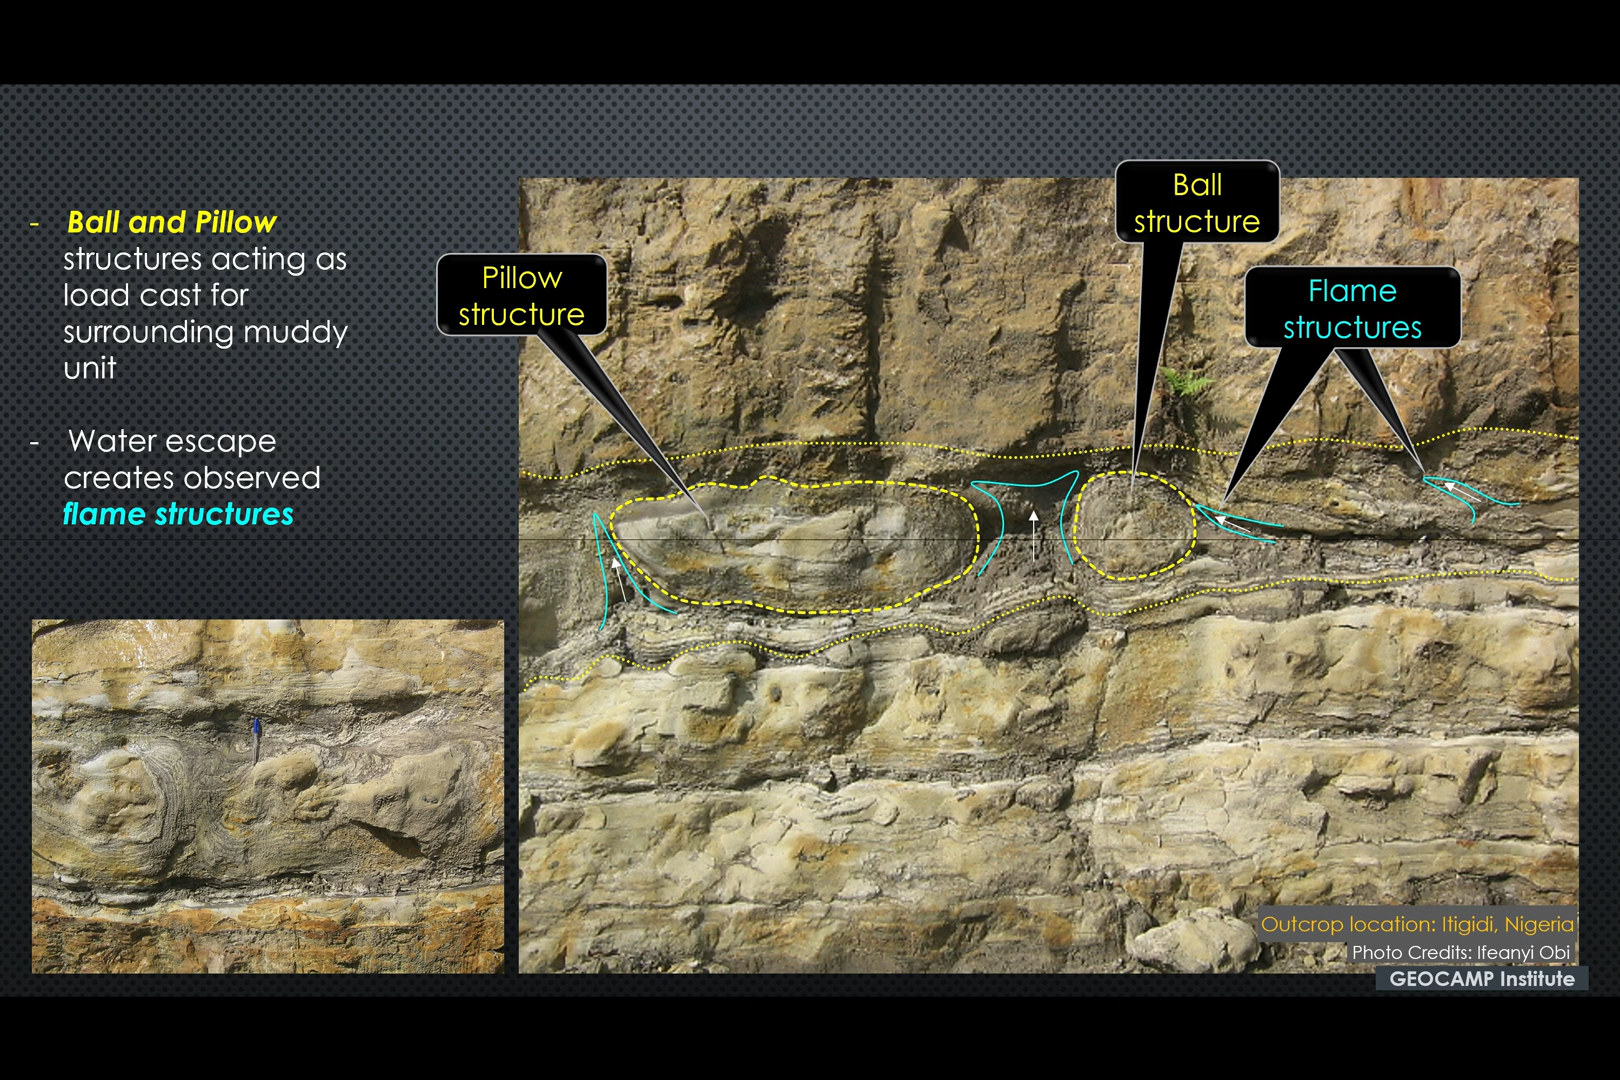 - Ball and Pillow
structures acting as
load cast for
surrounding muddy
unit
- Water escape
creates observed
flame structures
Pillow
structure
Ball
structure
Flame
structures
Outcrop location: Itigidi, Nigeria
Photo Credits: Ifeanyi Obi
GEOCAMP Institute